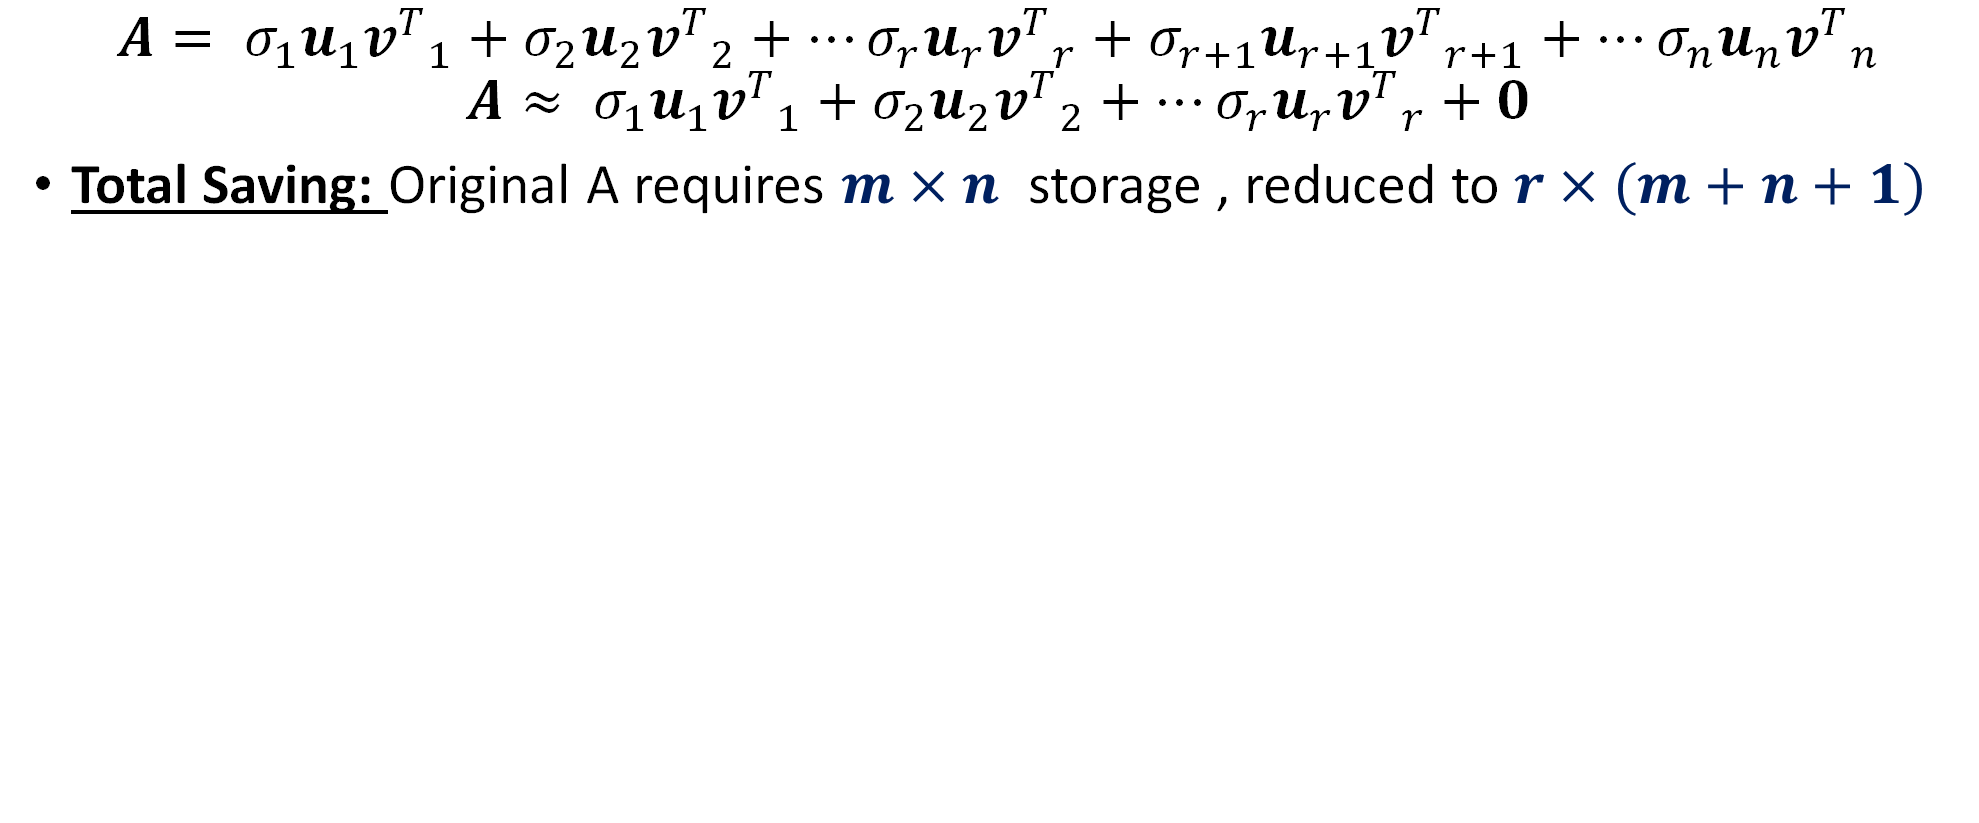 𝑨 = 𝜎₁𝒖₁𝒗ᵀ₁ + 𝜎₂𝒖₂𝒗ᵀ₂ + ⋯ 𝜎ᵣ𝒖ᵣ𝒗ᵀᵣ + 𝜎ᵣ₊₁𝒖ᵣ₊₁𝒗ᵀᵣ₊₁ + ⋯ 𝜎ₙ𝒖ₙ𝒗ᵀₙ
𝑨 ≈ 𝜎₁𝒖₁𝒗ᵀ₁ + 𝜎₂𝒖₂𝒗ᵀ₂ + ⋯ 𝜎ᵣ𝒖ᵣ𝒗ᵀᵣ + 𝟎
• Total Saving: Original A requires 𝒎 × 𝒏 storage , reduced to 𝒓 × (𝒎 + 𝒏 + 𝟏)